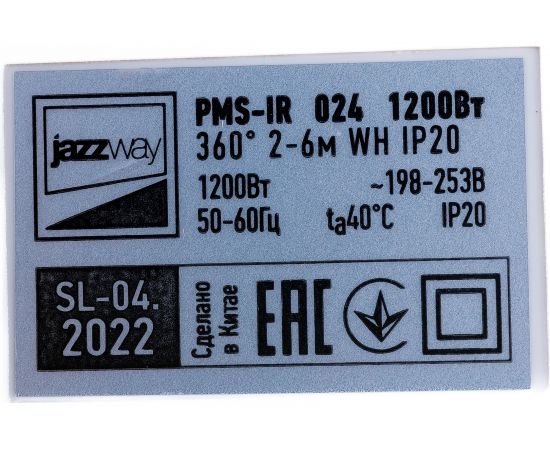 jazzway
PMS-IR 024 1200Вт
360° 2-6м WH IP20
1200Вт ~198-253В
50-60Гц ta40°C IP20
SL-04.
2022
Сделано
в Китае
EAC